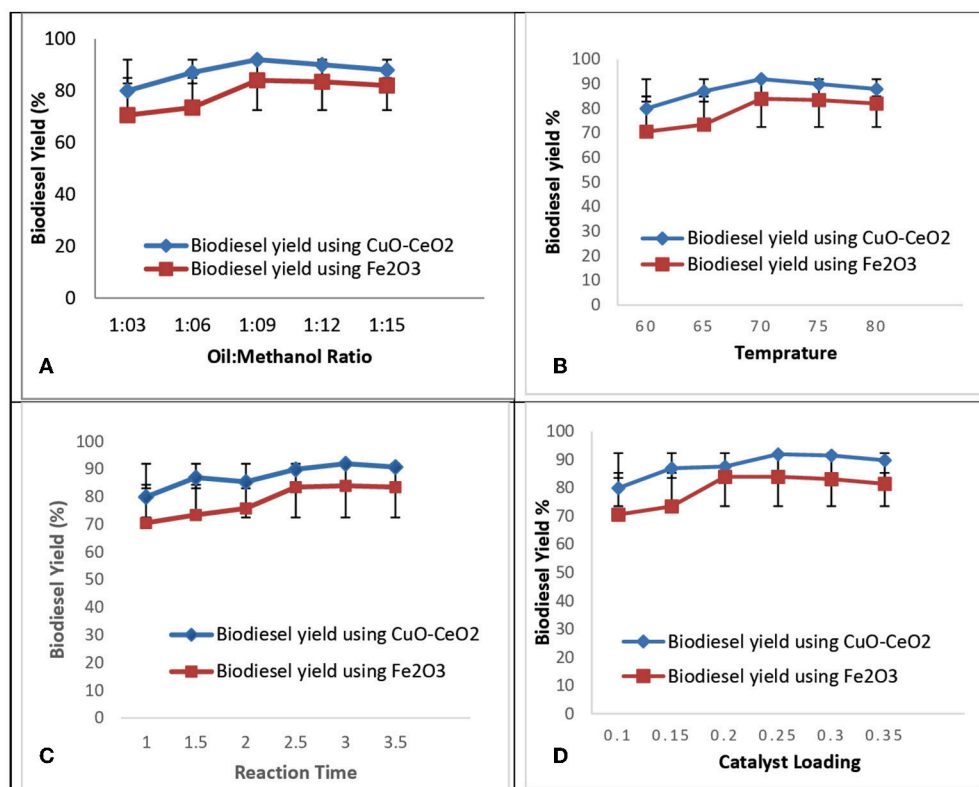 100
80
60
40
20
0
Biodiesel Yield (%
Biodiesel yield using CuO-CeO2
Biodiesel yield using Fe2O3
1:03 1:06 1:09 1:12 1:15
Oil:Methanol Ratio
A
100
90
80
70
60
50
40
30
20
10
0
Biodiesel yield %
Biodiesel yield using CuO-CeO2
Biodiesel yield using Fe2O3
60 65 70 75 80
Temprature
B
100
90
80
70
60
50
40
30
20
10
0
Biodiesel Yield (%)
Biodiesel yield using CuO-CeO2
Biodiesel yield using Fe2O3
1 1.5 2 2.5 3 3.5
Reaction Time
C
100
90
80
70
60
50
40
30
20
10
0
Biodiesel Yield %
Biodiesel yield using CuO-CeO2
Biodiesel yield using Fe2O3
0.1 0.15 0.2 0.25 0.3 0.35
Catalyst Loading
D